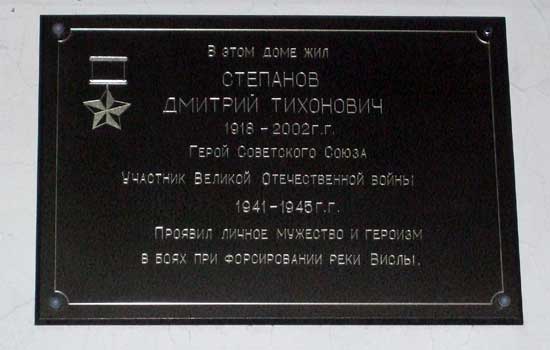 В этом доме жил
СТЕПАНОВ
ДМИТРИЙ ТИХОНОВИЧ
1918 - 2002г.г.
Герой Советского Союза
Участник Великой Отечественной войны
1941-1945г.г.
Проявил личное мужество и героизм
в боях при форсировании реки Вислы.